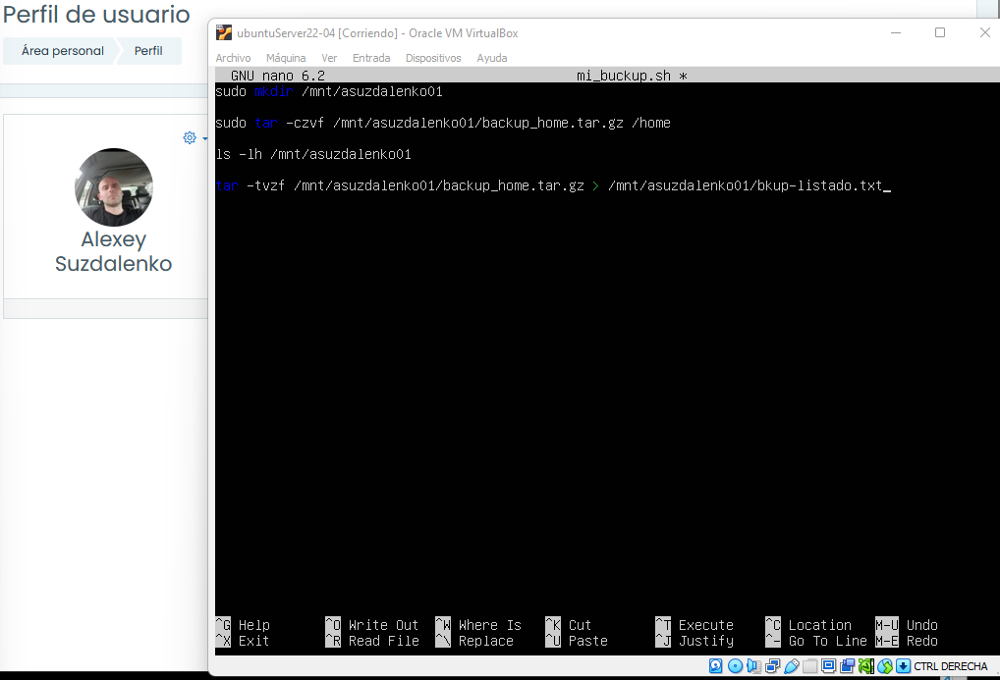 Perfil de usuario
Área personal
Perfil
Alexey
Suzdalenko
ubuntuServer22-04 [Corriendo] - Oracle VM VirtualBox
Archivo Máquina Ver Entrada Dispositivos Ayuda
GNU nano 6.2 mi_buckup.sh *
sudo mkdir /mnt/asuzdalenko01
sudo tar -czvf /mnt/asuzdalenko01/backup_home.tar.gz /home
ls -lh /mnt/asuzdalenko01
tar -tvzf /mnt/asuzdalenko01/backup_home.tar.gz > /mnt/asuzdalenko01/bkup-listado.txt_
^G Help ^O Write Out ^W Where Is ^K Cut ^T Execute ^C Location M-U Undo
^X Exit ^R Read File ^\ Replace ^U Paste ^J Justify ^- Go To Line M-E Redo
CTRL DERECHA